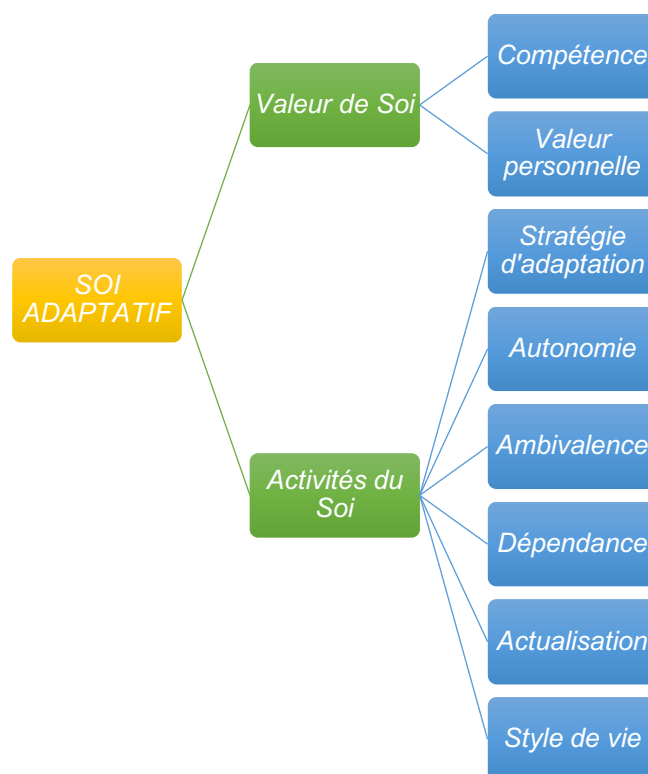 Compétence
Valeur de Soi
Valeur
personnelle
Stratégie
d'adaptation
SOI
ADAPTATIF
Autonomie
Ambivalence
Activités du
Soi
Dépendance
Actualisation
Style de vie